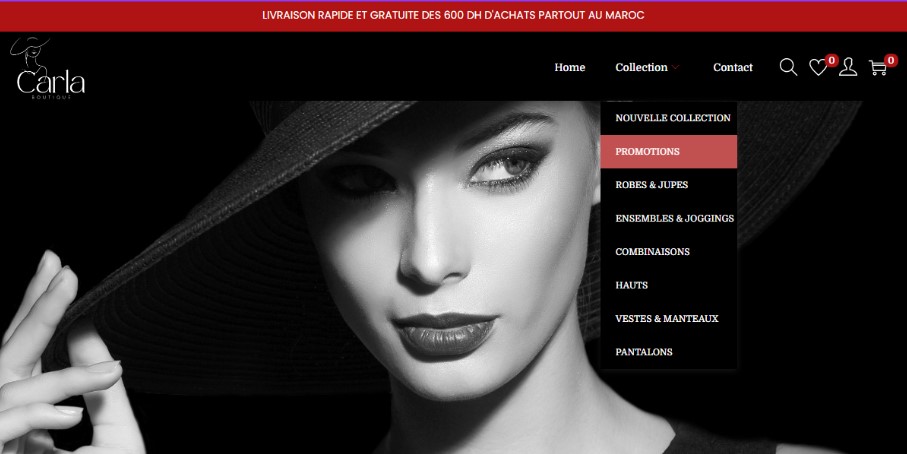 LIVRAISON RAPIDE ET GRATUITE DES 600 DH D'ACHATS PARTOUT AU MAROC
Carla
BOUTIQUE
Home
Collection
Contact
0
0
NOUVELLE COLLECTION
PROMOTIONS
ROBES & JUPES
ENSEMBLES & JOGGINGS
COMBINAISONS
HAUTS
VESTES & MANTEAUX
PANTALONS